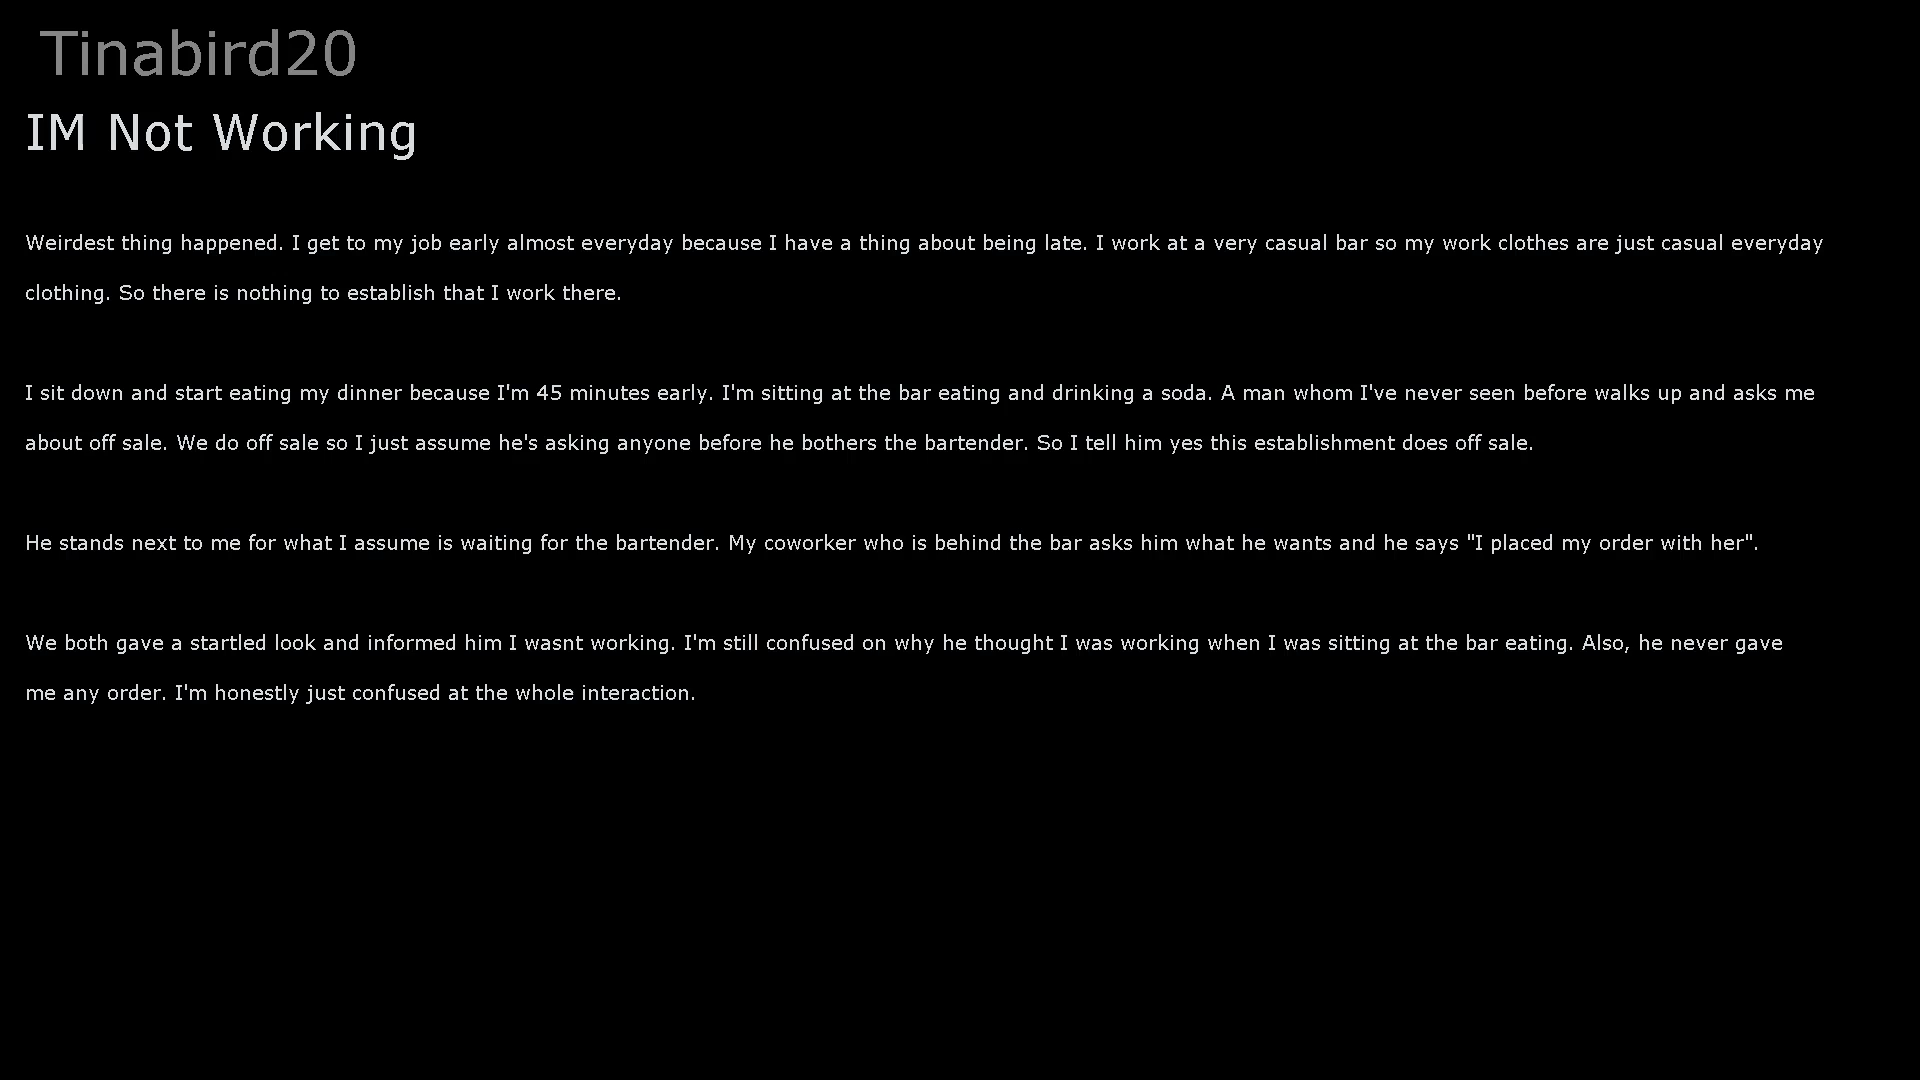 Tinabird20
IM Not Working
Weirdest thing happened. I get to my job early almost everyday because I have a thing about being late. I work at a very casual bar so my work clothes are just casual everyday
clothing. So there is nothing to establish that I work there.
I sit down and start eating my dinner because I'm 45 minutes early. I'm sitting at the bar eating and drinking a soda. A man whom I've never seen before walks up and asks me
about off sale. We do off sale so I just assume he's asking anyone before he bothers the bartender. So I tell him yes this establishment does off sale.
He stands next to me for what I assume is waiting for the bartender. My coworker who is behind the bar asks him what he wants and he says "I placed my order with her".
We both gave a startled look and informed him I wasnt working. I'm still confused on why he thought I was working when I was sitting at the bar eating. Also, he never gave
me any order. I'm honestly just confused at the whole interaction.